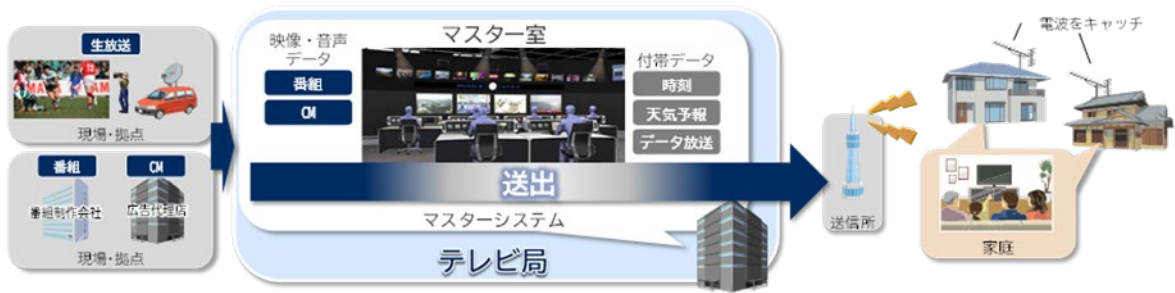 生放送
現場・拠点
番組
CM
番組制作会社
広告代理店
現場・拠点
映像・音声
データ
番組
CM
マスター室
付帯データ
時刻
天気予報
データ放送
送出
マスターシステム
テレビ局
送信所
電波をキャッチ
家庭